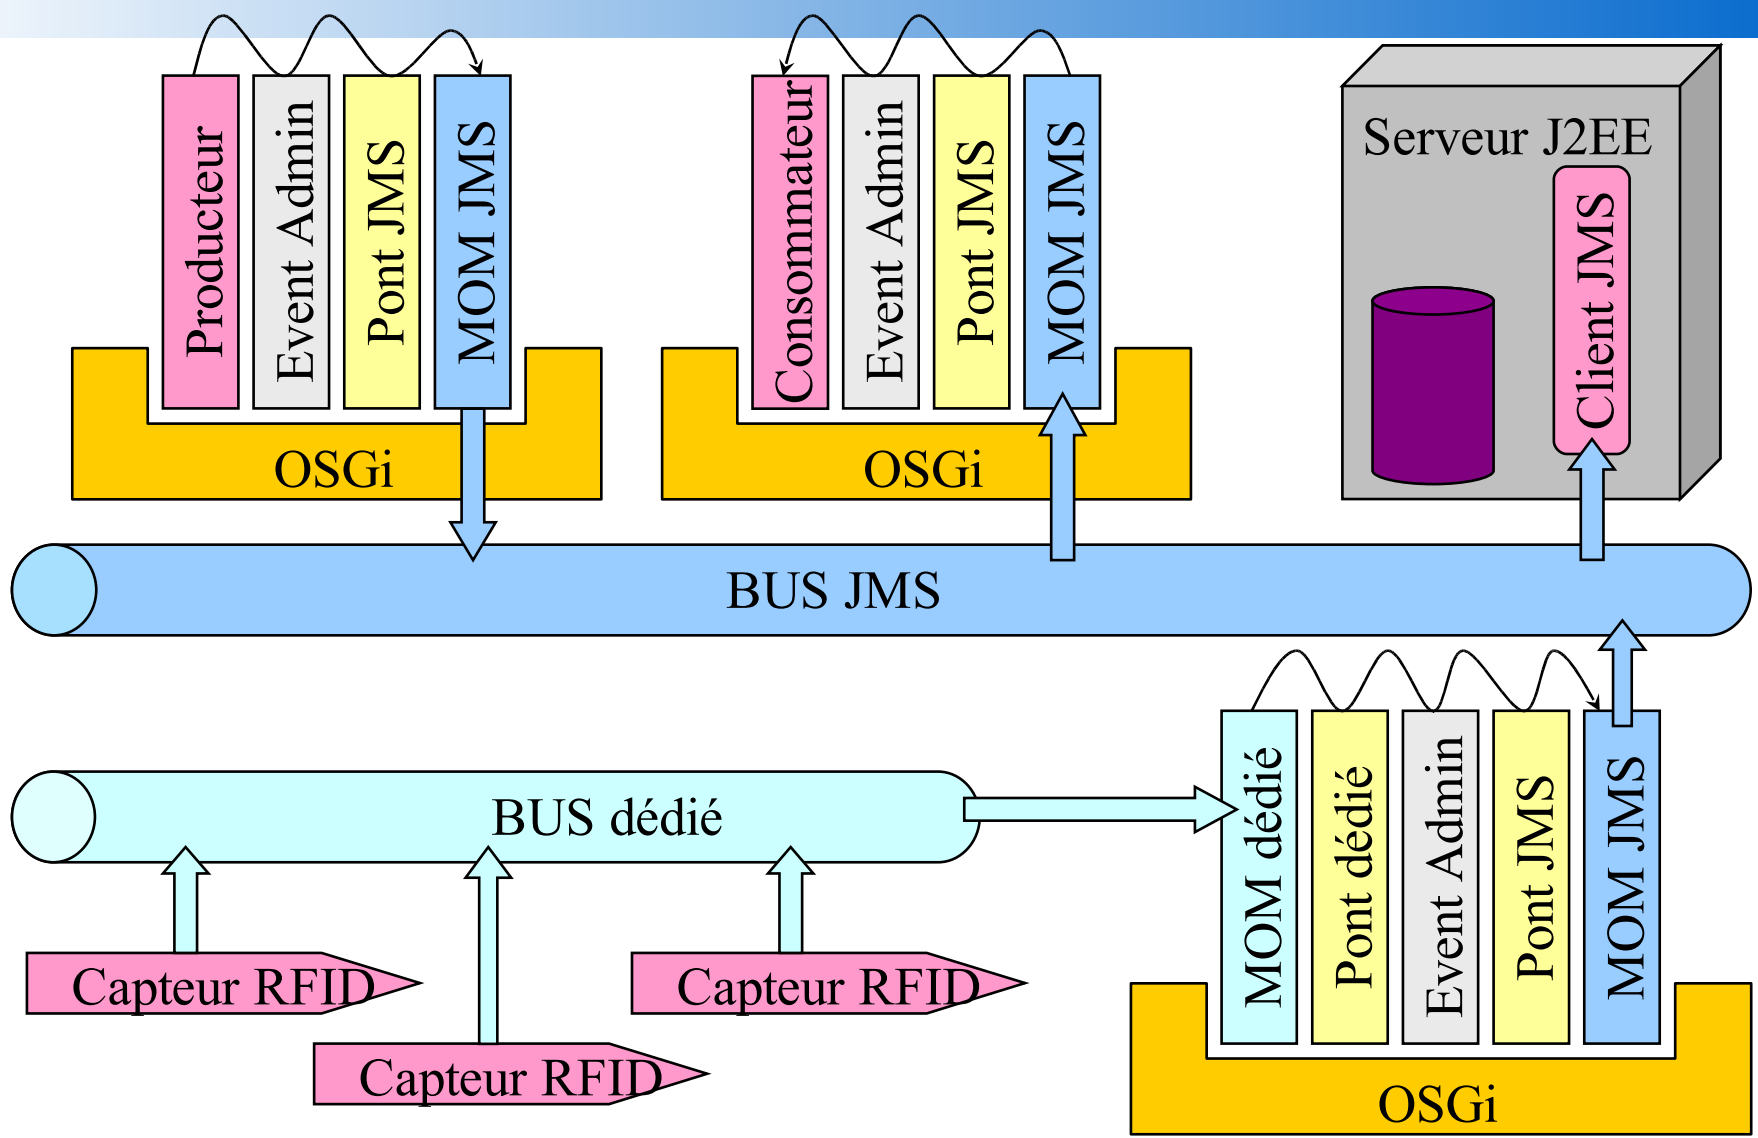 Producteur
Event Admin
Pont JMS
MOM JMS
OSGi
Consommateur
Event Admin
Pont JMS
MOM JMS
OSGi
Serveur J2EE
Client JMS
BUS JMS
BUS dédié
Capteur RFID
Capteur RFID
Capteur RFID
MOM dédié
Pont dédié
Event Admin
Pont JMS
MOM JMS
OSGi